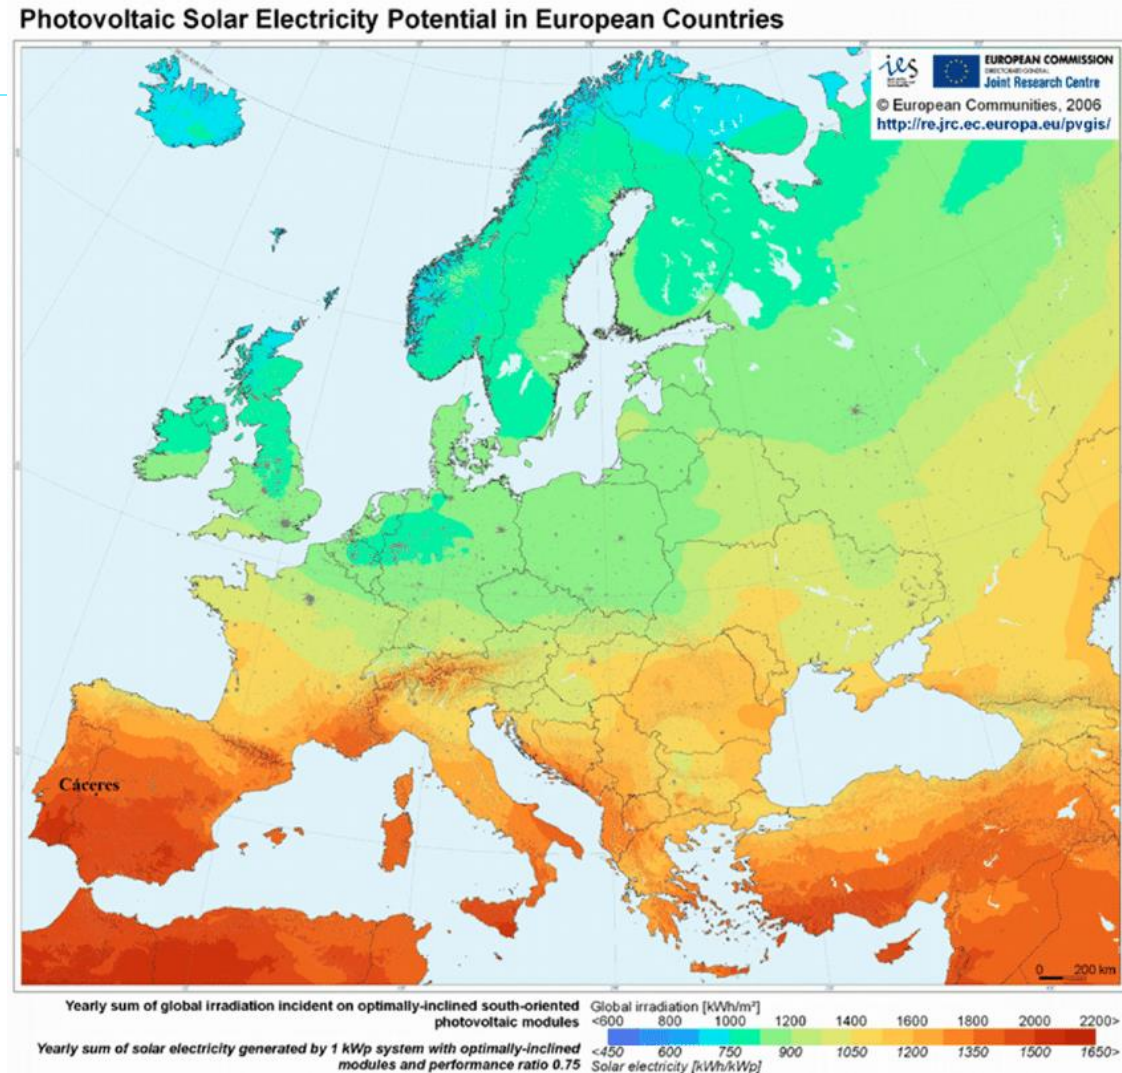 Photovoltaic Solar Electricity Potential in European Countries
ies
EUROPEAN COMMISSION
DIRECTORATE GENERAL
Joint Research Centre
© European Communities, 2006
http://re.jrc.ec.europa.eu/pvgis/
Cáceres
0 200 km
Yearly sum of global irradiation incident on optimally-inclined south-oriented
photovoltaic modules
Yearly sum of solar electricity generated by 1 kWp system with optimally-inclined
modules and performance ratio 0.75
Global irradiation [kWh/m²]
<600 800 1000 1200 1400 1600 1800 2000 2200>
<450 600 750 900 1050 1200 1350 1500 1650>
Solar electricity [kWh/kWp]